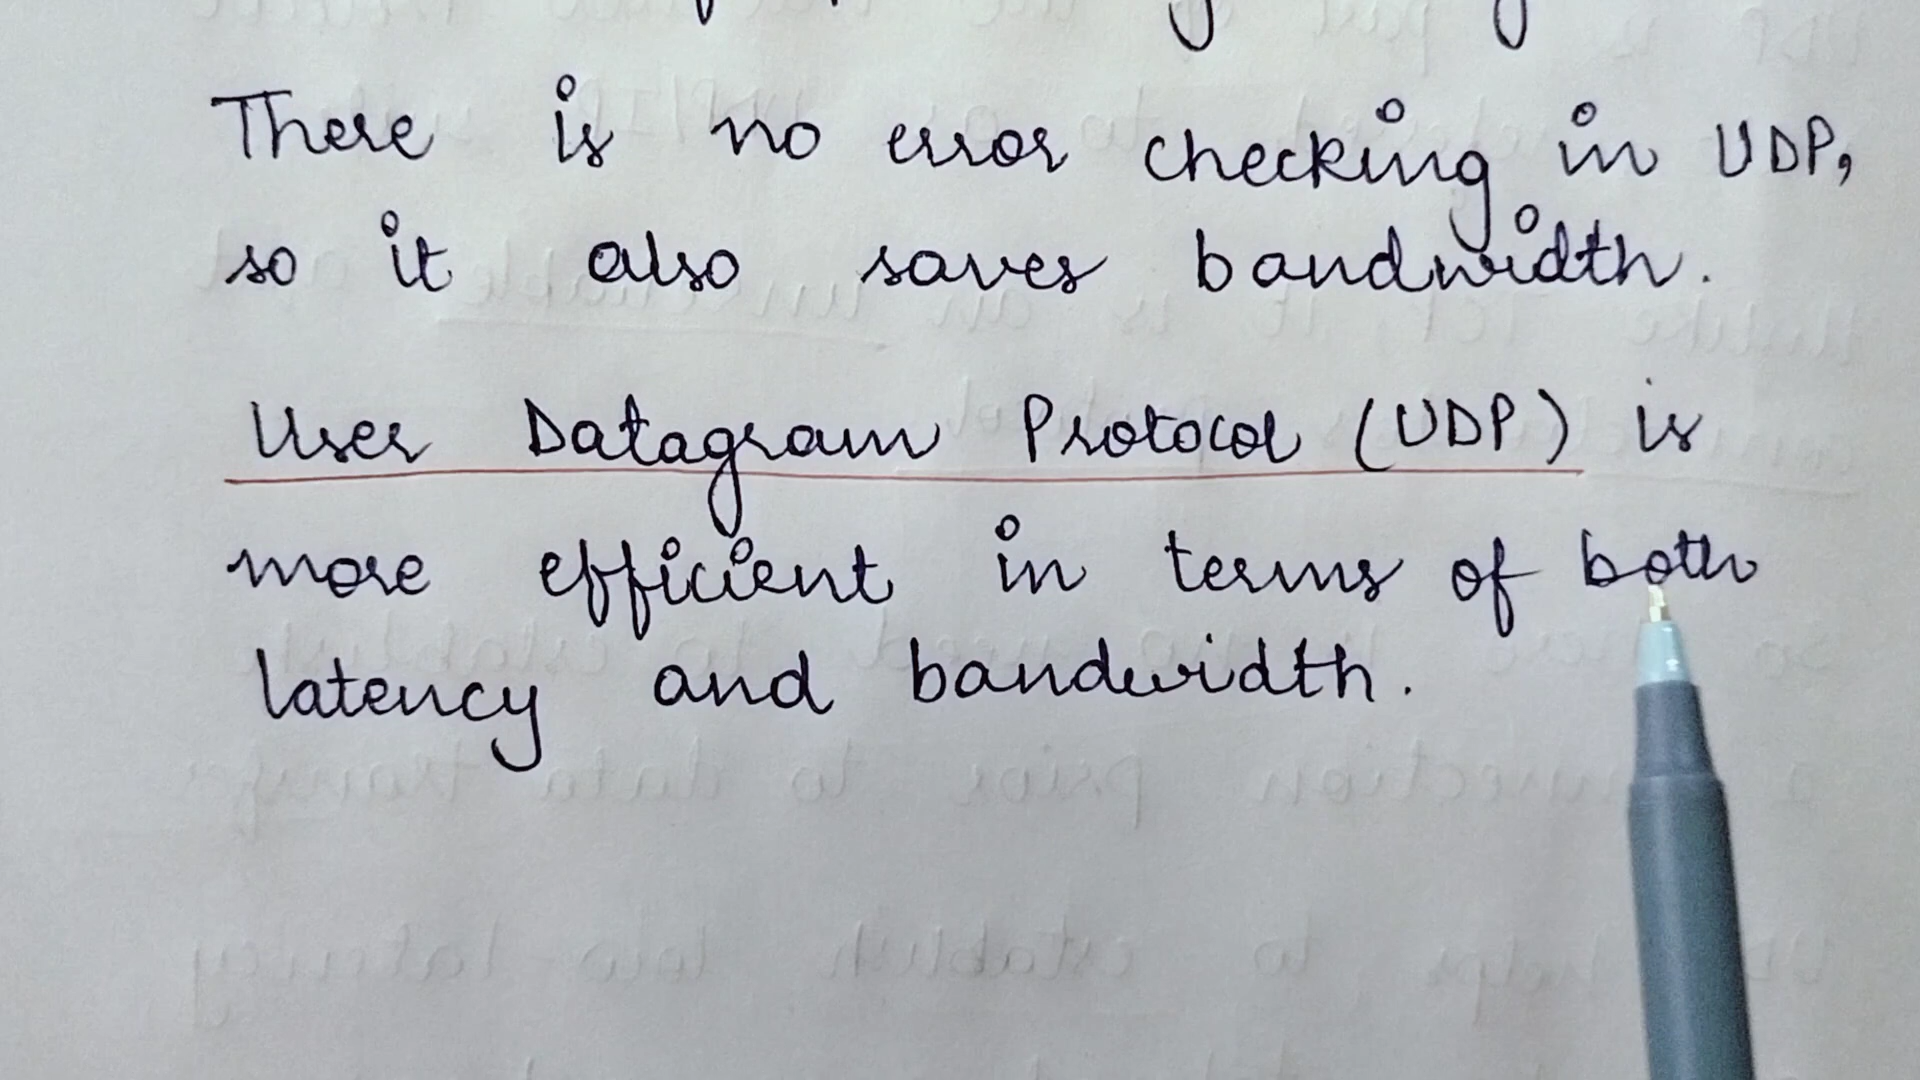 There is no error checking in UDP,
so it also saves bandwidth.
User Datagram Protocol (UDP) is
more efficient in terms of both
latency and bandwidth.